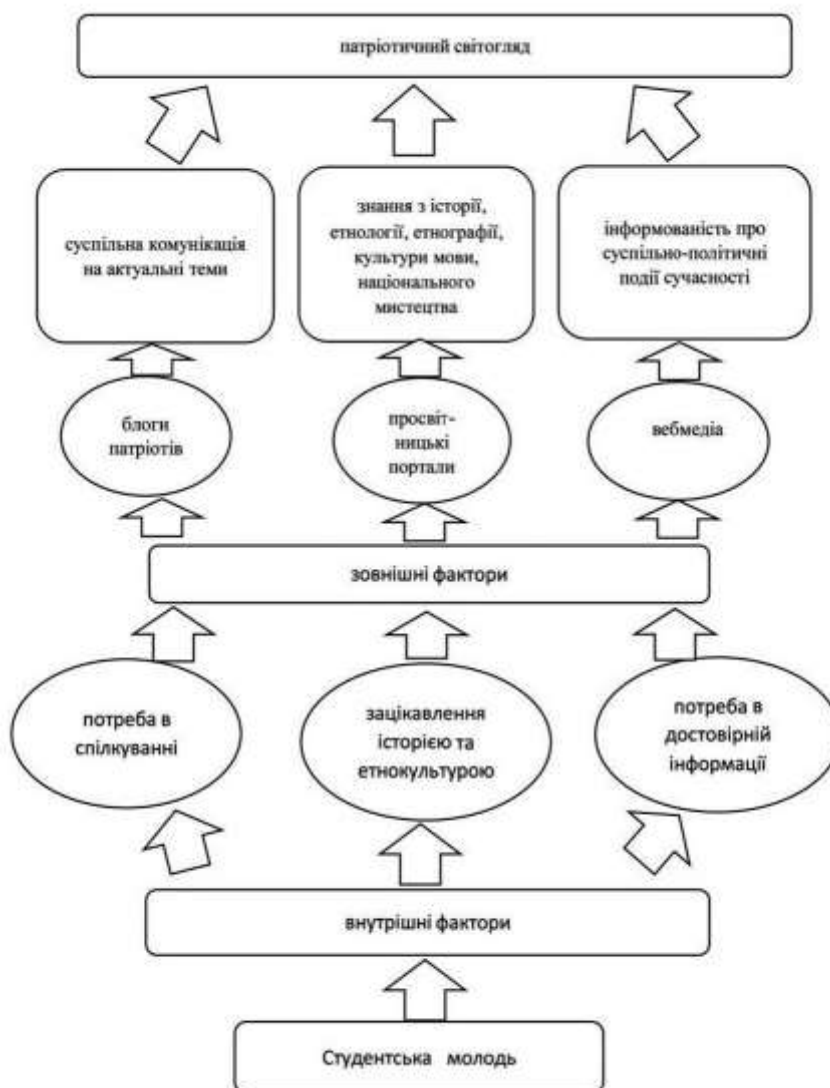 патріотичний світогляд
суспільна комунікація
на актуальні теми
знання з історії,
етнології, етнографії,
культури мови,
національного
мистецтва
інформованість про
суспільно-політичні
події сучасності
блоги
патріотів
просвіт-
ницькі
портали
вебмедіа
зовнішні фактори
потреба в
спілкуванні
зацікавлення
історією та
етнокультурою
потреба в
достовірній
інформації
внутрішні фактори
Студентська молодь